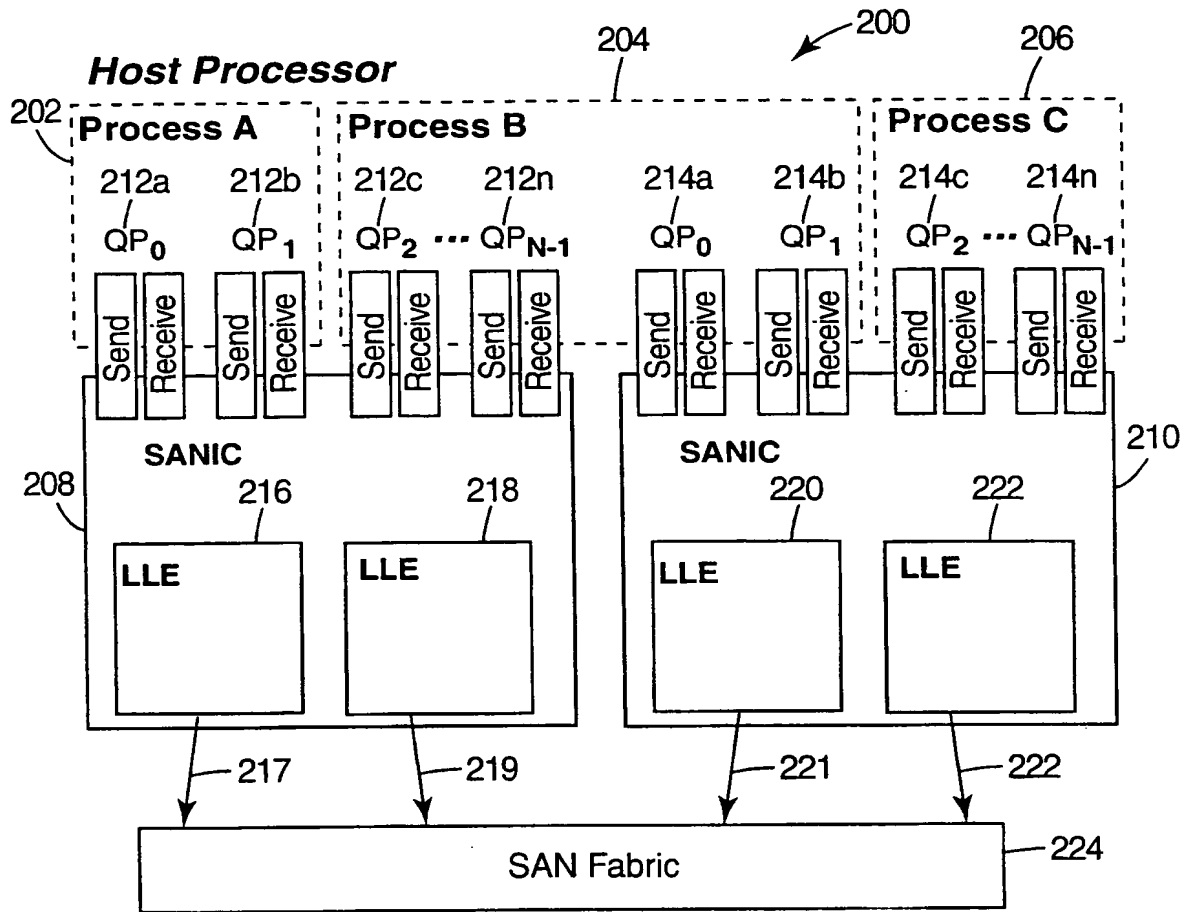 200
204
206
Host Processor
202
Process A
Process B
Process C
212a
212b
212c
212n
214a
214b
214c
214n
QP0
QP1
QP2 ... QPN-1
QP0
QP1
QP2 ... QPN-1
Send
Receive
Send
Receive
Send
Receive
Send
Receive
Send
Receive
Send
Receive
Send
Receive
Send
Receive
SANIC
SANIC
210
208
216
218
220
222
LLE
LLE
LLE
LLE
217
219
221
222
SAN Fabric
224